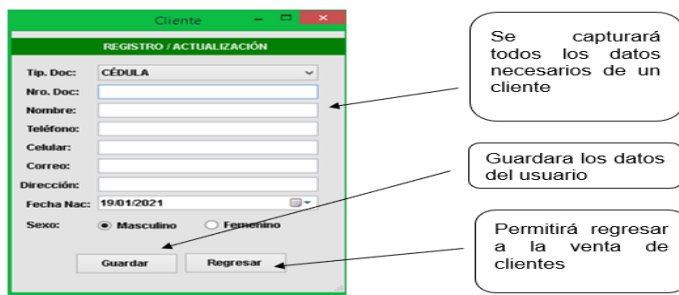 Cliente
REGISTRO / ACTUALIZACIÓN
Tip. Doc: CÉDULA
Nro. Doc:
Nombre:
Teléfono:
Celular:
Correo:
Dirección:
Fecha Nac: 19/01/2021
Sexo: Masculino Femenino
Guardar Regresar
Se capturará
todos los datos
necesarios de un
cliente
Guardara los datos
del usuario
Permitirá regresar
a la venta de
clientes